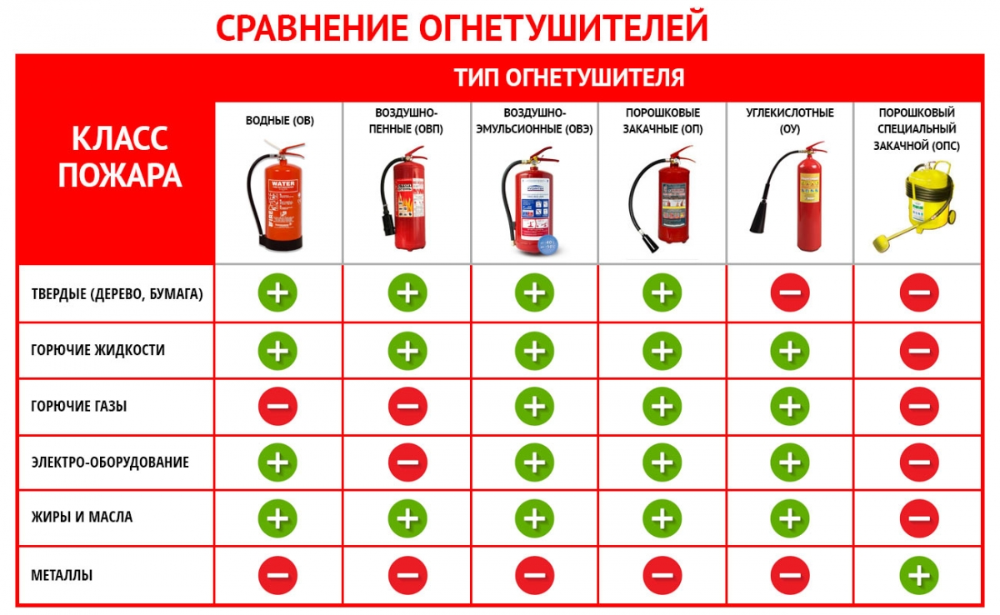 СРАВНЕНИЕ ОГНЕТУШИТЕЛЕЙ
ТИП ОГНЕТУШИТЕЛЯ
КЛАСС
ПОЖАРА
ВОДНЫЕ (ОВ)
ВОЗДУШНО-
ПЕННЫЕ (ОВП)
ВОЗДУШНО-
ЭМУЛЬСИОННЫЕ (ОВЭ)
ПОРОШКОВЫЕ
ЗАКАЧНЫЕ (ОП)
УГЛЕКИСЛОТНЫЕ
(ОУ)
ПОРОШКОВЫЙ
СПЕЦИАЛЬНЫЙ
ЗАКАЧНОЙ (ОПС)
WATER
ТВЕРДЫЕ (ДЕРЕВО, БУМАГА)
ГОРЮЧИЕ ЖИДКОСТИ
ГОРЮЧИЕ ГАЗЫ
ЭЛЕКТРО-ОБОРУДОВАНИЕ
ЖИРЫ И МАСЛА
МЕТАЛЛЫ